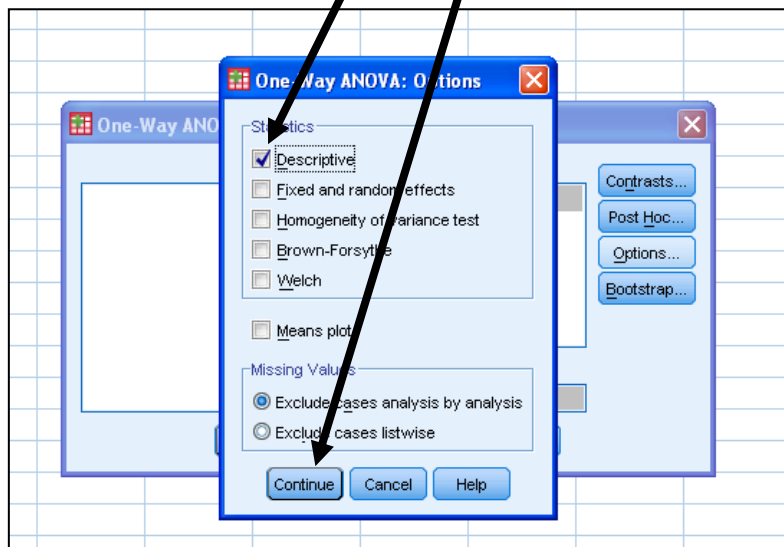 One-Way ANOVA: Options
One-Way ANO
Statistics
Descriptive
Fixed and random effects
Homogeneity of variance test
Brown-Forsythe
Welch
Means plot
Missing Values
Exclude cases analysis by analysis
Exclude cases listwise
Continue
Cancel
Help
Contrasts...
Post Hoc...
Options...
Bootstrap...